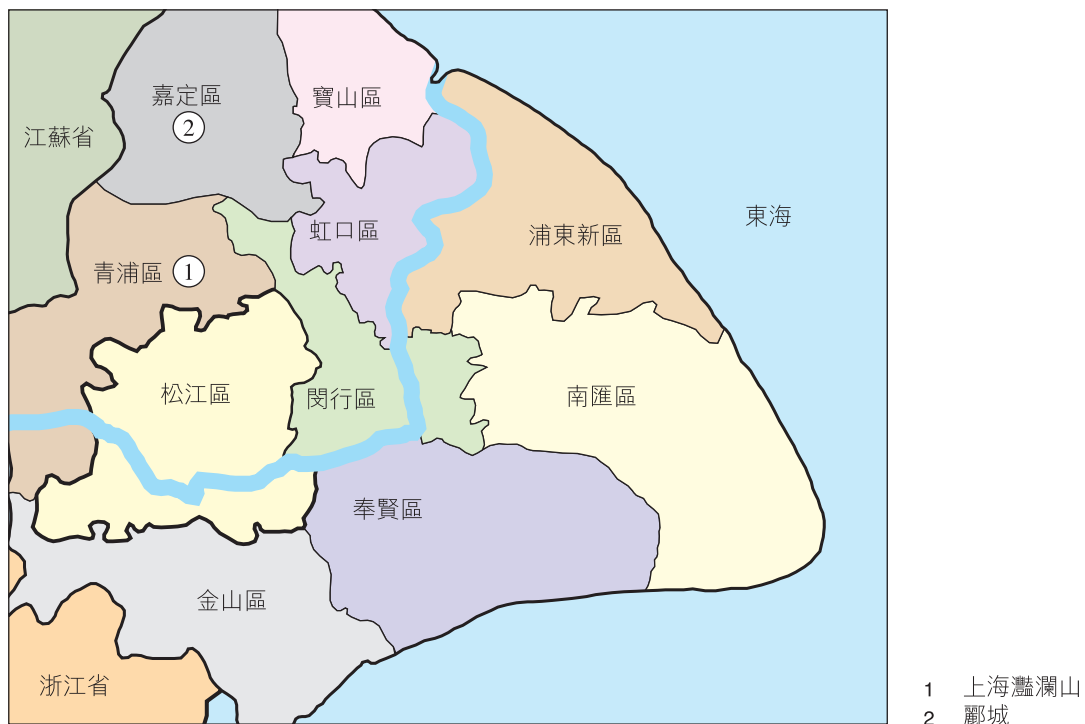 嘉定區
寶山區
②
江蘇省
東海
虹口區
浦東新區
青浦區 ①
松江區
南匯區
閔行區
奉賢區
金山區
浙江省
1 上海灩瀾山
2 酈城